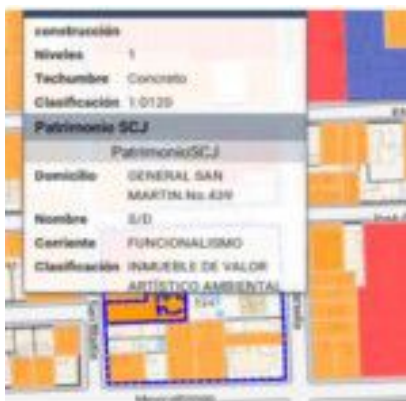 construcción
Niveles 1
Techumbre Concreto
Clasificación 1.0120
Patrimonio SCJ
PatrimonioSCJ
Domicilio GENERAL SAN
MARTIN No. 439
Nombre S/D
Corriente FUNCIONALISMO
Clasificación INMUEBLE DE VALOR
ARTÍSTICO AMBIENTAL